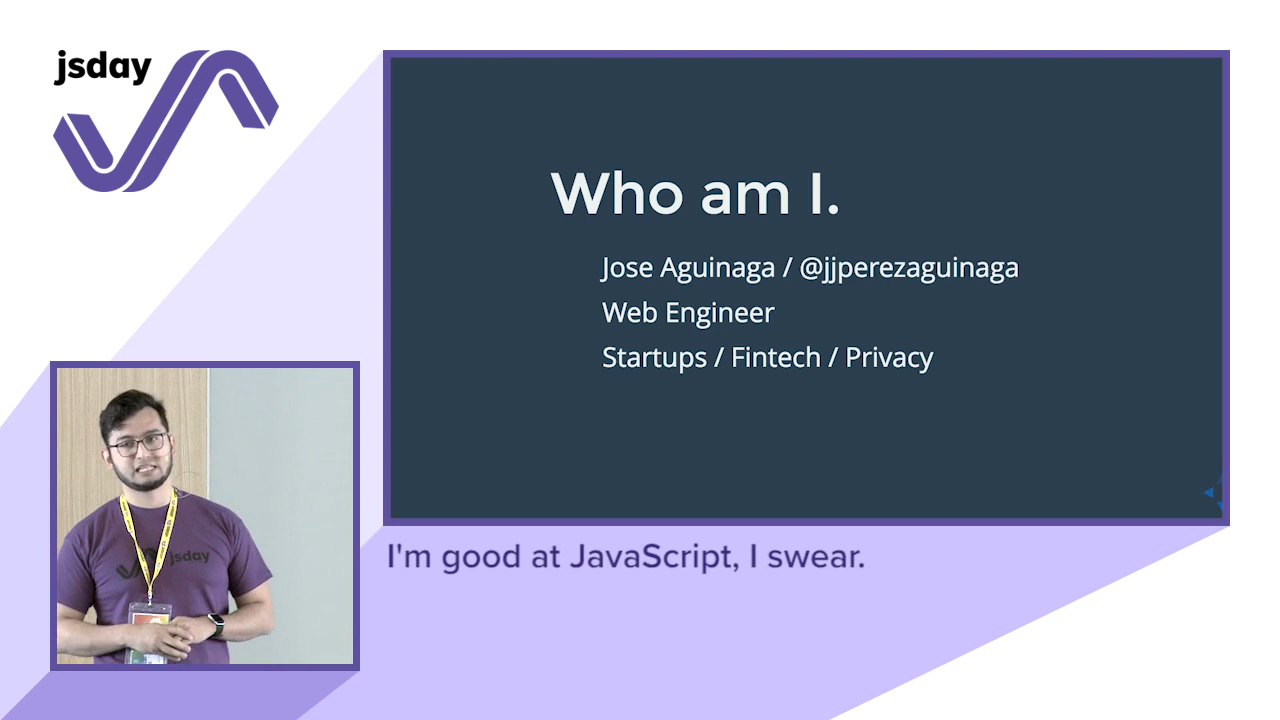 jsday
Who am I.
Jose Aguinaga / @jjperezaguinaga
Web Engineer
Startups / Fintech / Privacy
jsday
I'm good at JavaScript, I swear.